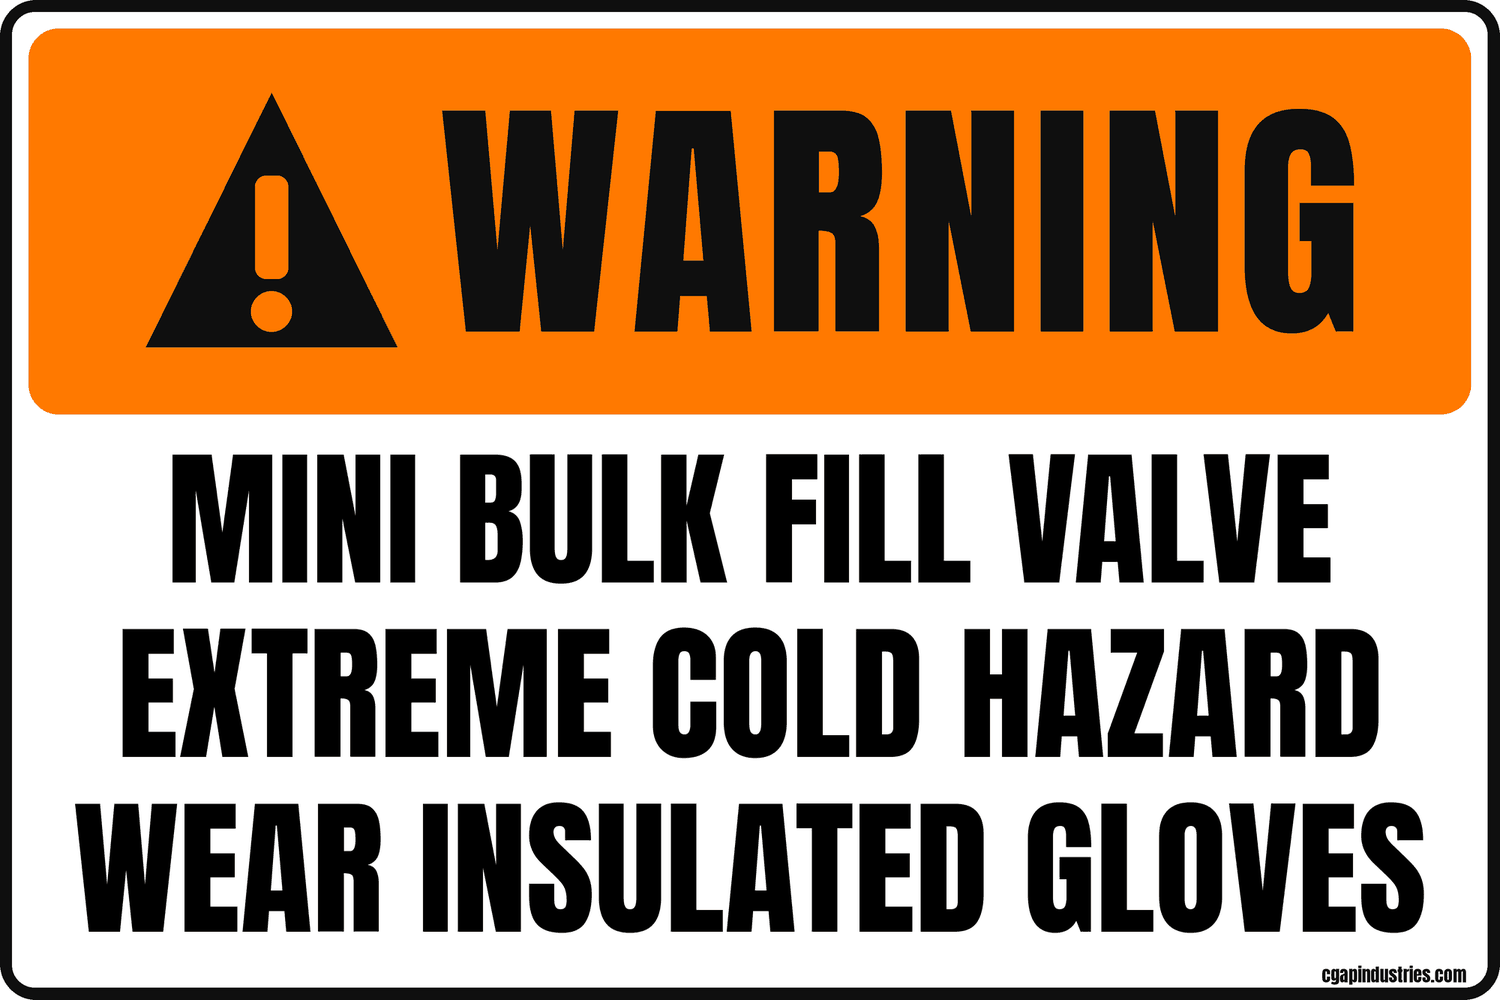 WARNING
MINI BULK FILL VALVE
EXTREME COLD HAZARD
WEAR INSULATED GLOVES
cgapindustries.com